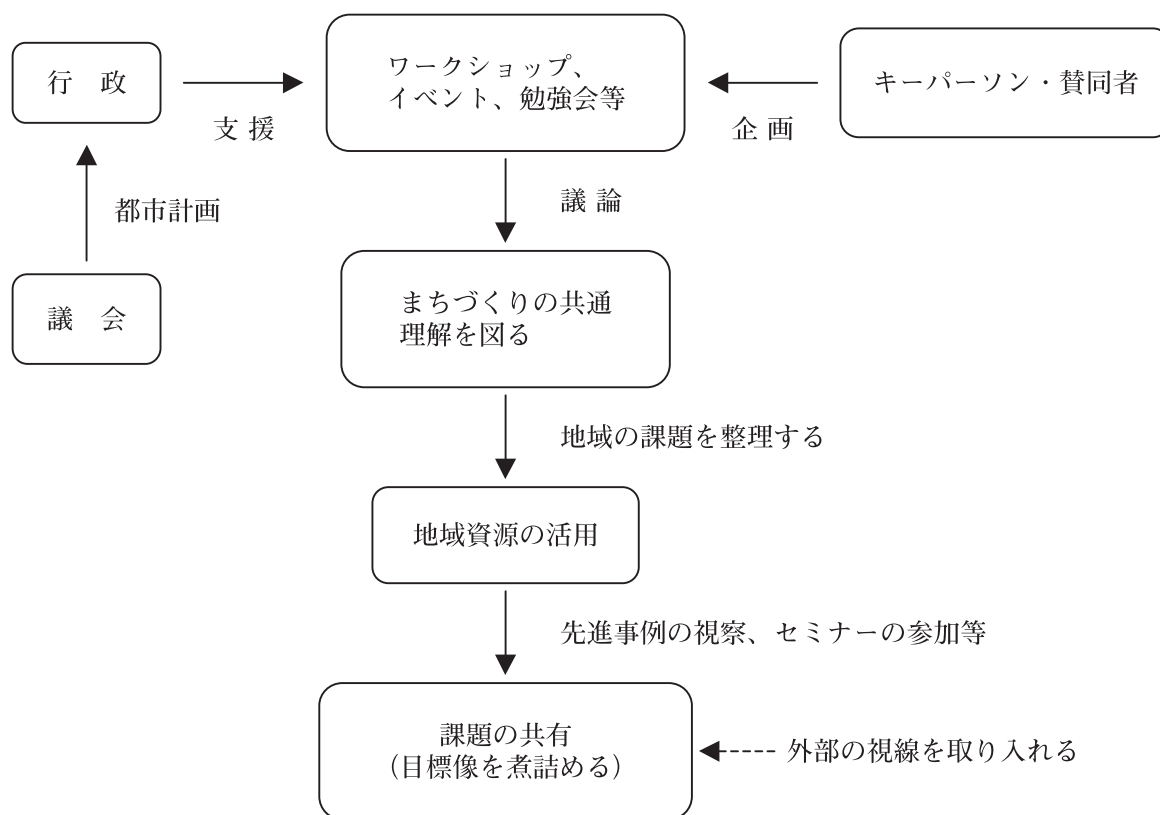 行　政
支 援
ワークショップ、
イベント、勉強会等
企 画
キーパーソン・賛同者
都市計画
議　会
議 論
まちづくりの共通
理解を図る
地域の課題を整理する
地域資源の活用
先進事例の視察、セミナーの参加等
課題の共有
（目標像を煮詰める）
外部の視線を取り入れる